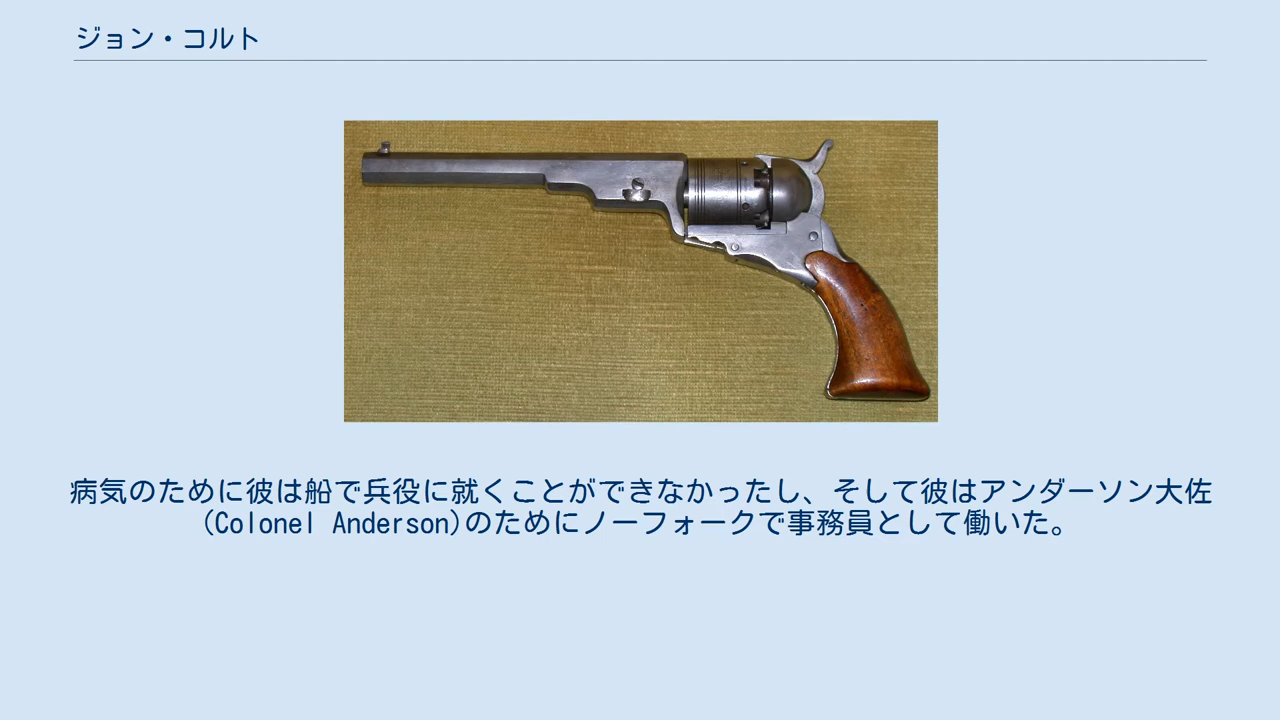 ジョン・コルト
病気のために彼は船で兵役に就くことができなかったし、そして彼はアンダーソン大佐
(Colonel Anderson)のためにノーフォークで事務員として働いた。